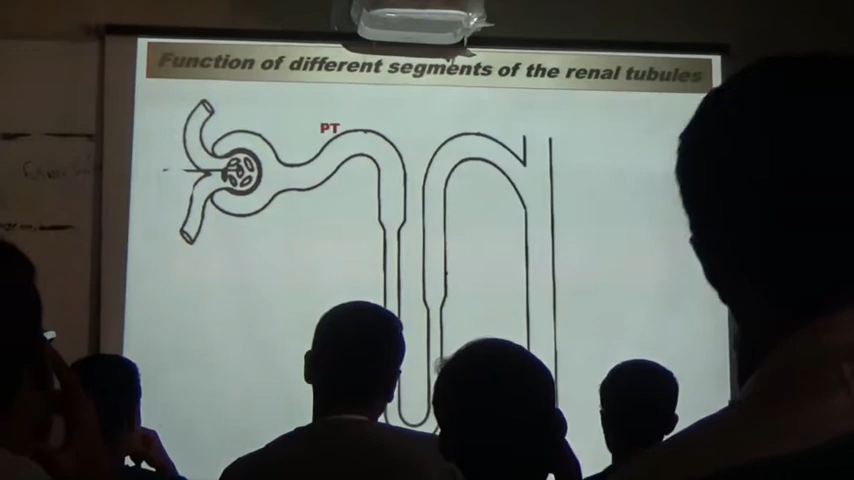 Function of different segments of the renal tubules
PT